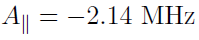 A∥ = −2.14 MHz